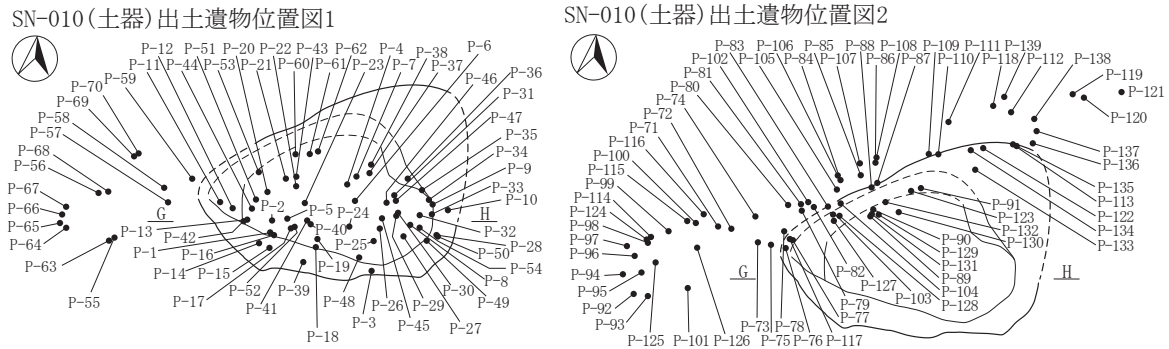 SN-010(土器)出土遺物位置図1
P-12
P-51
P-20
P-22
P-43
P-62
P-4
P-38
P-6
P-11
P-44
P-53
P-21
P-60
P-61
P-23
P-7
P-37
P-46
P-59
P-70
P-69
P-58
P-57
P-68
P-56
P-67
P-66
P-65
P-64
P-63
P-55
P-36
P-31
P-47
P-35
P-34
P-9
P-33
P-10
G
P-2
P-5
P-24
H
P-13
P-42
P-40
P-25
P-32
P-1
P-16
P-28
P-14
P-15
P-19
P-50
P-54
P-17
P-52
P-39
P-48
P-26
P-29
P-30
P-8
P-49
P-41
P-18
P-3
P-45
P-27
SN-010(土器)出土遺物位置図2
P-83
P-106
P-85
P-88
P-108
P-109
P-111
P-139
P-138
P-102
P-105
P-84
P-107
P-86
P-87
P-110
P-118
P-112
P-119
P-121
P-120
P-81
P-80
P-74
P-72
P-71
P-116
P-100
P-115
P-99
P-114
P-124
P-98
P-97
P-96
P-94
P-95
P-92
P-93
P-125
P-101
P-126
P-73
P-75
P-78
P-76
P-117
P-77
P-79
P-137
P-136
P-135
P-113
P-122
P-134
P-133
P-91
P-123
P-132
P-130
P-90
P-129
P-131
P-89
P-104
P-128
P-103
P-127
P-82
G
H